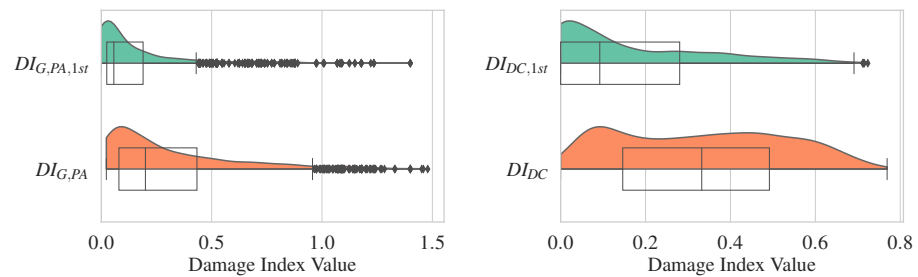 DI_{G,PA,1st}
DI_{G,PA}
0.0 0.5 1.0 1.5
Damage Index Value
DI_{DC,1st}
DI_{DC}
0.0 0.2 0.4 0.6 0.8
Damage Index Value